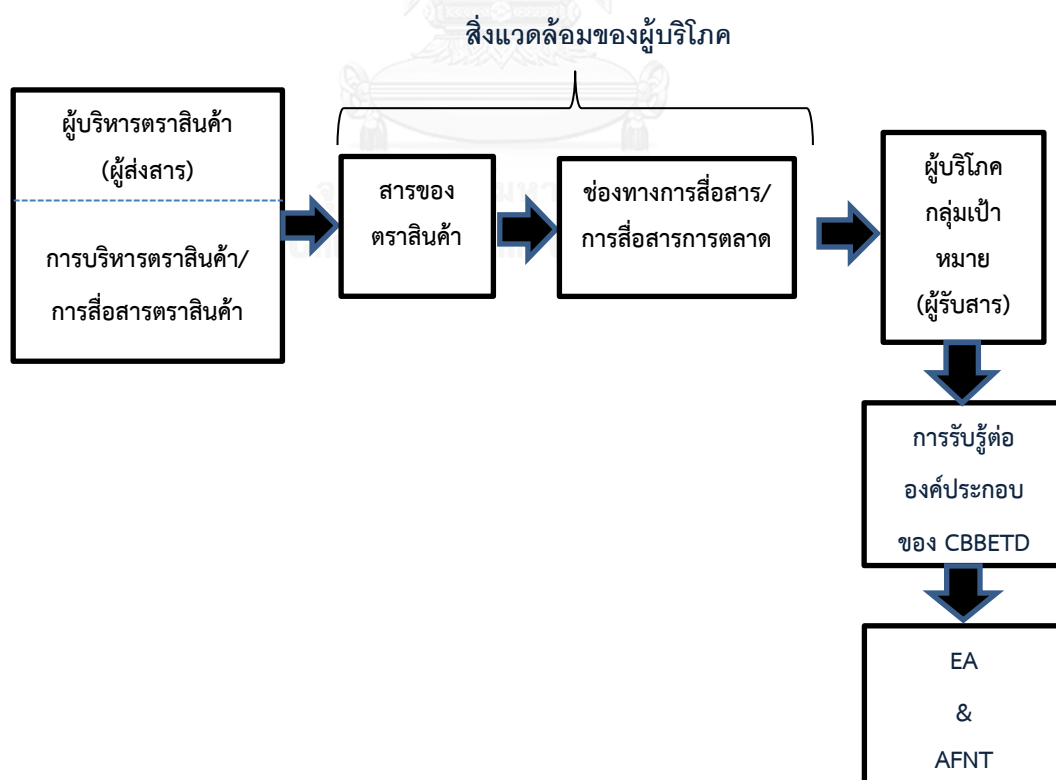 สิ่งแวดล้อมของผู้บริโภค
ผู้บริหารตราสินค้า
(ผู้ส่งสาร)
การบริหารตราสินค้า/
การสื่อสารตราสินค้า
สารของ
ตราสินค้า
ช่องทางการสื่อสาร/
การสื่อสารการตลาด
ผู้บริโภค
กลุ่มเป้า
หมาย
(ผู้รับสาร)
การรับรู้ต่อ
องค์ประกอบ
ของ CBBETD
EA
&
AFNT